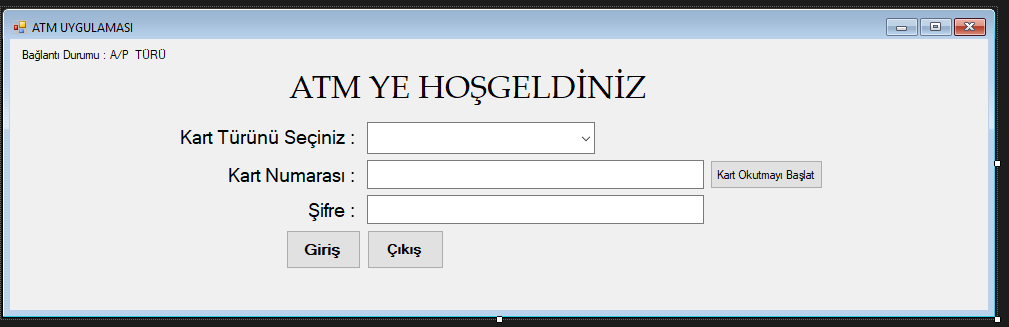 ATM UYGULAMASI
Bağlantı Durumu : A/P TÜRÜ
ATM YE HOŞGELDİNİZ
Kart Türünü Seçiniz :
Kart Numarası :
Kart Okutmayı Başlat
Şifre :
Giriş Çıkış